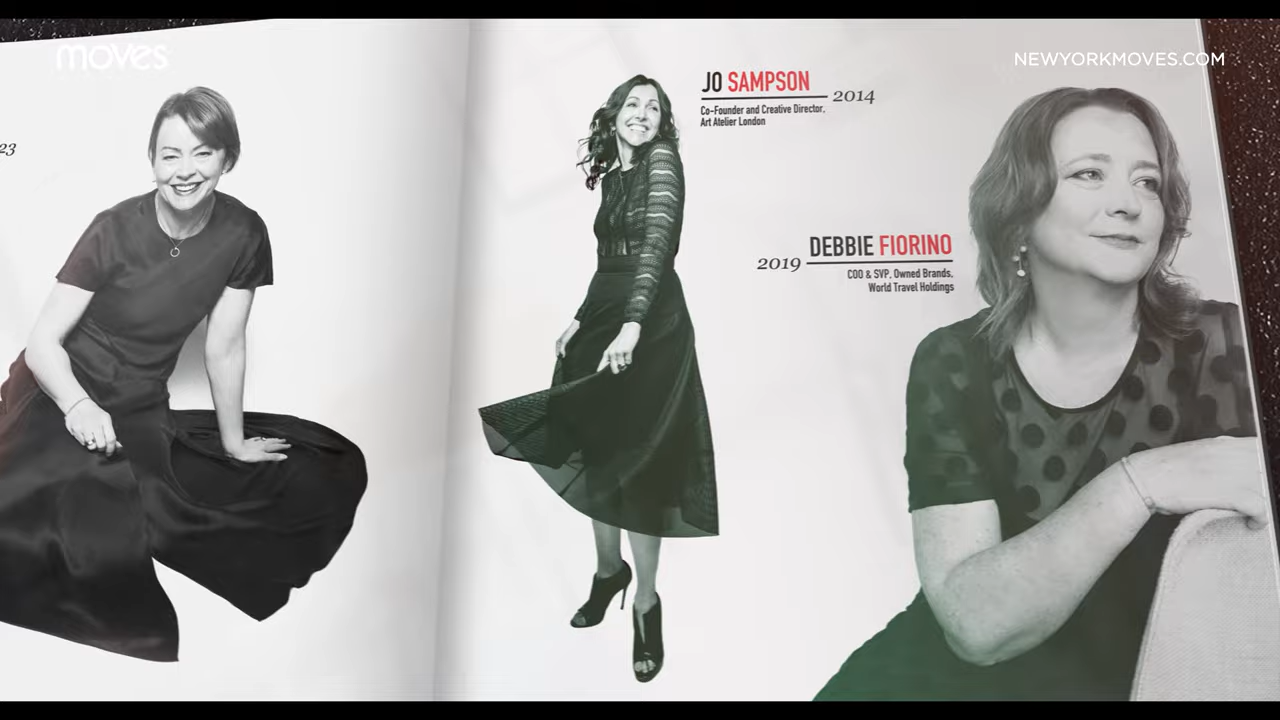 moves
NEWYORKMOVES.COM
23
JO SAMPSON
2014
Co-Founder and Creative Director,
Art Atelier London
DEBBIE FIORINO
2019
COO & SVP, Owned Brands,
World Travel Holdings